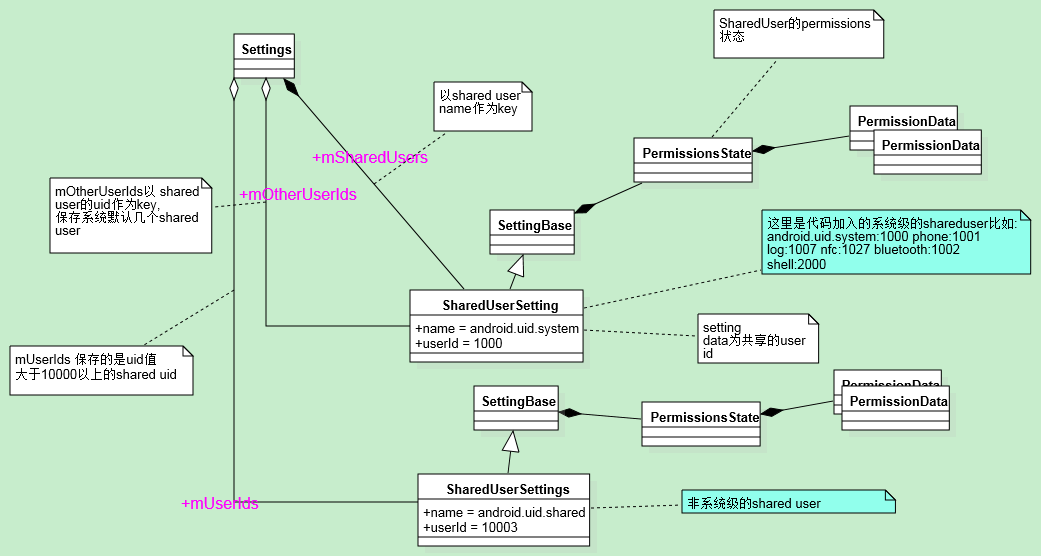 SharedUser的permissions
状态
Settings
以shared user
name作为key
PermissionData
PermissionData
PermissionsState
+mSharedUsers
+mOtherUserIds
mOtherUserIds以 shared
user的uid作为key,
保存系统默认几个shared
user
SettingBase
这里是代码加入的系统级的shareduser比如:
android.uid.system:1000 phone:1001
log:1007 nfc:1027 bluetooth:1002
shell:2000
SharedUserSetting
+name = android.uid.system
+userId = 1000
setting
data为共享的user
id
mUserIds 保存的是uid值
大于10000以上的shared uid
SettingBase
PermissionData
PermissionData
PermissionsState
SharedUserSettings
+name = android.uid.shared
+userId = 10003
+mUserIds
非系统级的shared user